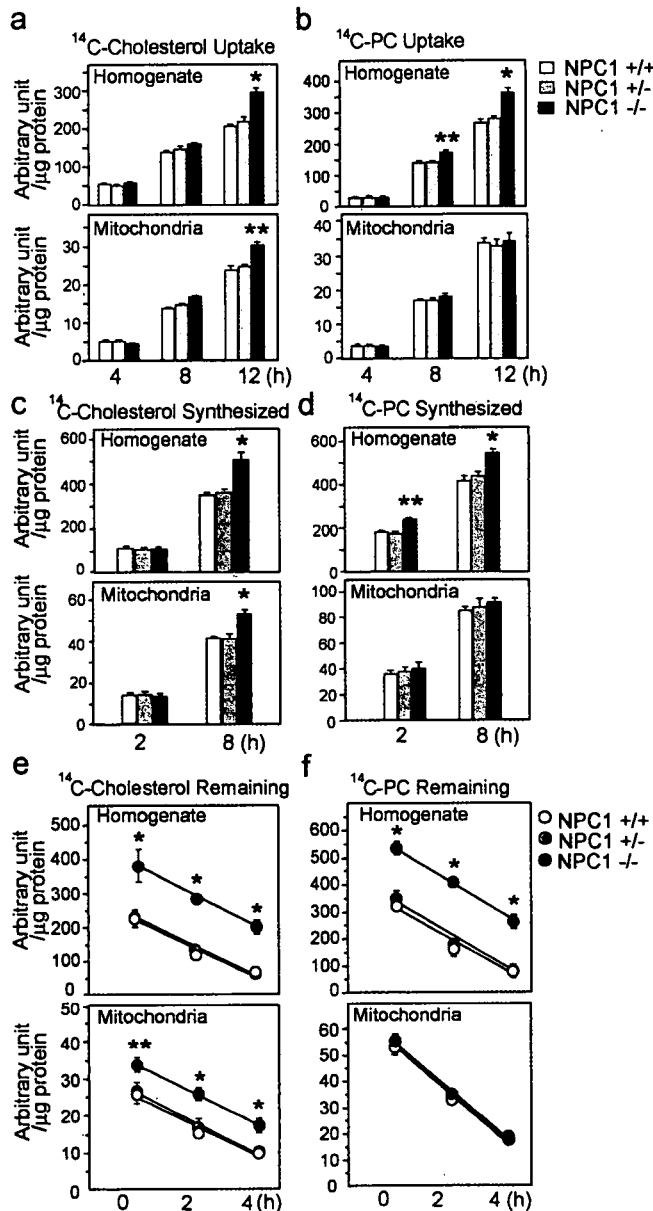 a
¹⁴C-Cholesterol Uptake
Homogenate
*
300
200
100
0
Arbitrary unit
/µg protein
Mitochondria
**
30
20
10
0
Arbitrary unit
/µg protein
4 8 12 (h)
b
¹⁴C-PC Uptake
Homogenate
**
*
400
300
200
100
0
Mitochondria
40
30
20
10
0
4 8 12 (h)
NPC1 +/+
NPC1 +/-
NPC1 -/-
c
¹⁴C-Cholesterol Synthesized
Homogenate
*
600
400
200
0
Arbitrary unit
/µg protein
Mitochondria
*
60
40
20
0
Arbitrary unit
/µg protein
2 8 (h)
d
¹⁴C-PC Synthesized
Homogenate
**
*
600
400
200
0
Mitochondria
100
80
60
40
20
0
2 8 (h)
e
¹⁴C-Cholesterol Remaining
Homogenate
* * *
500
400
300
200
100
0
Arbitrary unit
/µg protein
Mitochondria
** * *
50
40
30
20
10
0
Arbitrary unit
/µg protein
0 2 4 (h)
f
¹⁴C-PC Remaining
Homogenate
* * *
600
500
400
300
200
100
0
Mitochondria
60
50
40
30
20
10
0
0 2 4 (h)
NPC1 +/+
NPC1 +/-
NPC1 -/-